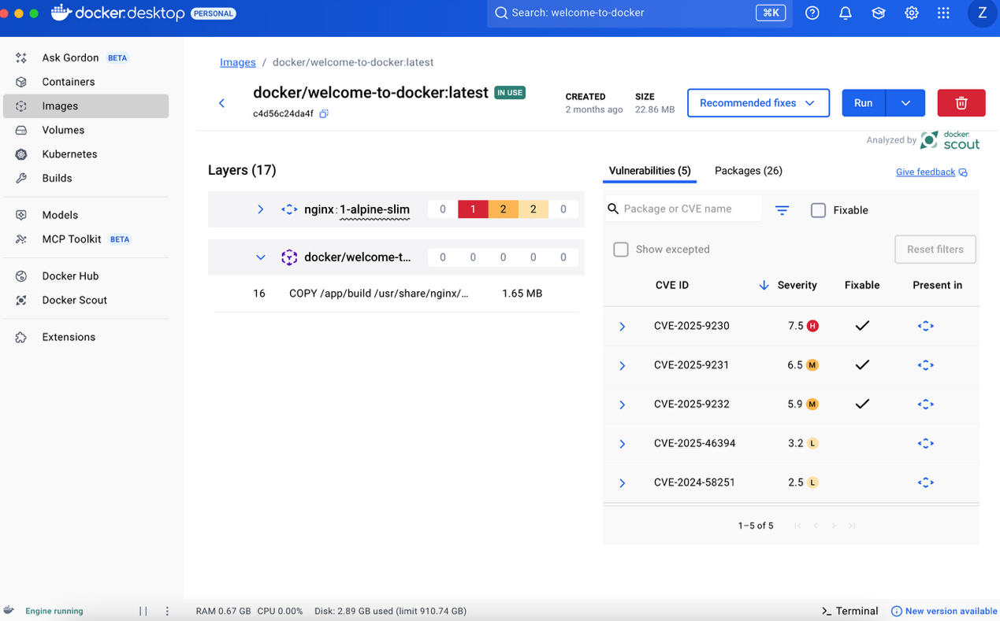 docker.desktop PERSONAL
Search: welcome-to-docker ⌘K
Z
Ask Gordon BETA
Containers
Images
Volumes
Kubernetes
Builds
Models
MCP Toolkit BETA
Docker Hub
Docker Scout
Extensions
Images / docker/welcome-to-docker:latest
docker/welcome-to-docker:latest IN USE
c4d56c24da4f
CREATED
2 months ago
SIZE
22.86 MB
Recommended fixes
Run
Analyzed by docker scout
Layers (17)
nginx:1-alpine-slim 0 1 2 2 0
docker/welcome-t... 0 0 0 0 0
16 COPY /app/build /usr/share/nginx/... 1.65 MB
Vulnerabilities (5) Packages (26) Give feedback
Package or CVE name Fixable
Show excepted Reset filters
CVE ID Severity Fixable Present in
CVE-2025-9230 7.5 H
CVE-2025-9231 6.5 M
CVE-2025-9232 5.9 M
CVE-2025-46394 3.2 L
CVE-2024-58251 2.5 L
1–5 of 5
Engine running RAM 0.67 GB CPU 0.00% Disk: 2.89 GB used (limit 910.74 GB) >_ Terminal New version available